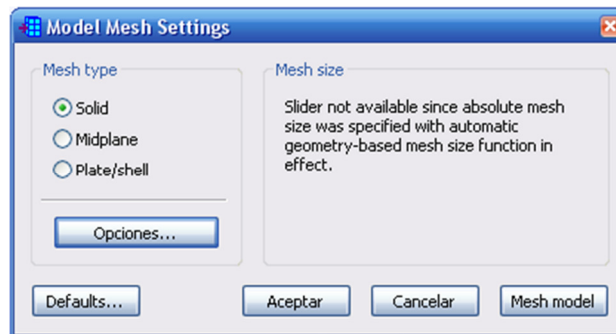 Model Mesh Settings
Mesh type
Solid
Midplane
Plate/shell
Opciones...
Mesh size
Slider not available since absolute mesh
size was specified with automatic
geometry-based mesh size function in
effect.
Defaults...
Aceptar
Cancelar
Mesh model